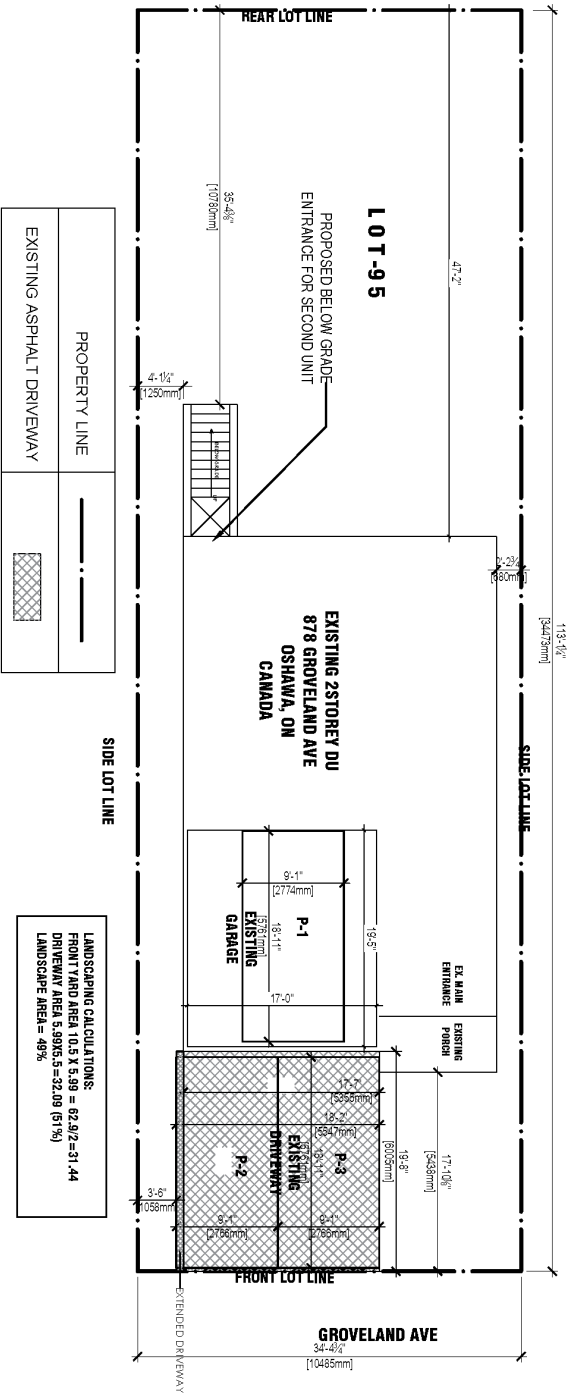 REAR LOT LINE
35'-4⅜"
[10780mm]
47'-2"
LOT-95
PROPOSED BELOW GRADE
ENTRANCE FOR SECOND UNIT
4'-1¼"
[1250mm]
UP
2'-2¾"
[680mm]
113'-1¼"
[34473mm]
PROPERTY LINE
EXISTING ASPHALT DRIVEWAY
EXISTING 2STOREY DU
878 GROVELAND AVE
OSHAWA, ON
CANADA
SIDE LOT LINE
SIDE LOT LINE
9'-1"
[2774mm]
P-1
18'-11"
[5761mm]
EXISTING
GARAGE
19'-5"
17'-0"
EX. MAIN
ENTRANCE
EXISTING
PORCH
17'-7"
[5355mm]
18'-2"
[5547mm]
19'-8"
[6005mm]
17'-10⅛"
[5438mm]
P-3
EXISTING
DRIVEWAY
18'-11"
P-2
3'-6"
1058mm
9'-1"
[2766mm]
9'-1"
[2766mm]
FRONT LOT LINE
EXTENDED DRIVEWAY
GROVELAND AVE
34'-4¾"
[10485mm]
LANDSCAPING CALCULATIONS:
FRONT YARD AREA 10.5 X 5.99 = 62.9/2=31.44
DRIVEWAY AREA 5.99X5.5=32.09 (51%)
LANDSCAPE AREA= 49%